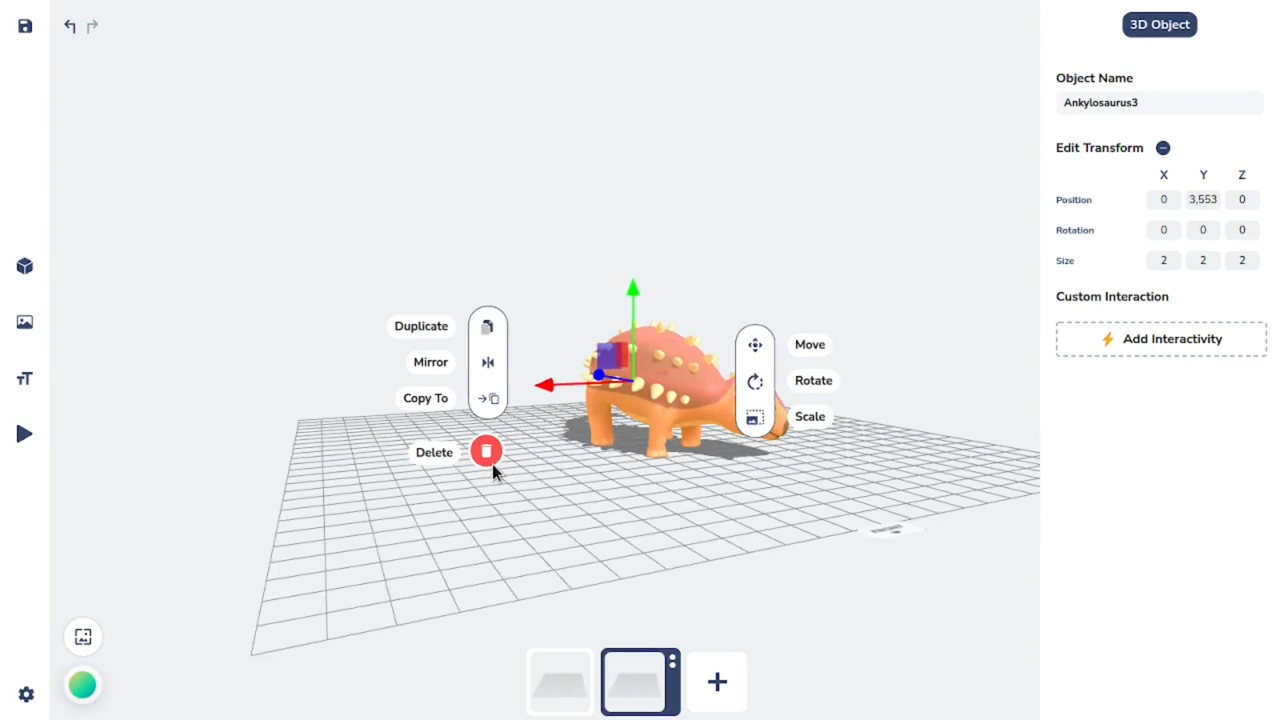 3D Object
Object Name
Ankylosaurus3
Edit Transform
X Y Z
Position 0 3,553 0
Rotation 0 0 0
Size 2 2 2
Custom Interaction
Add Interactivity
Duplicate
Mirror
Copy To
Delete
Move
Rotate
Scale
TT